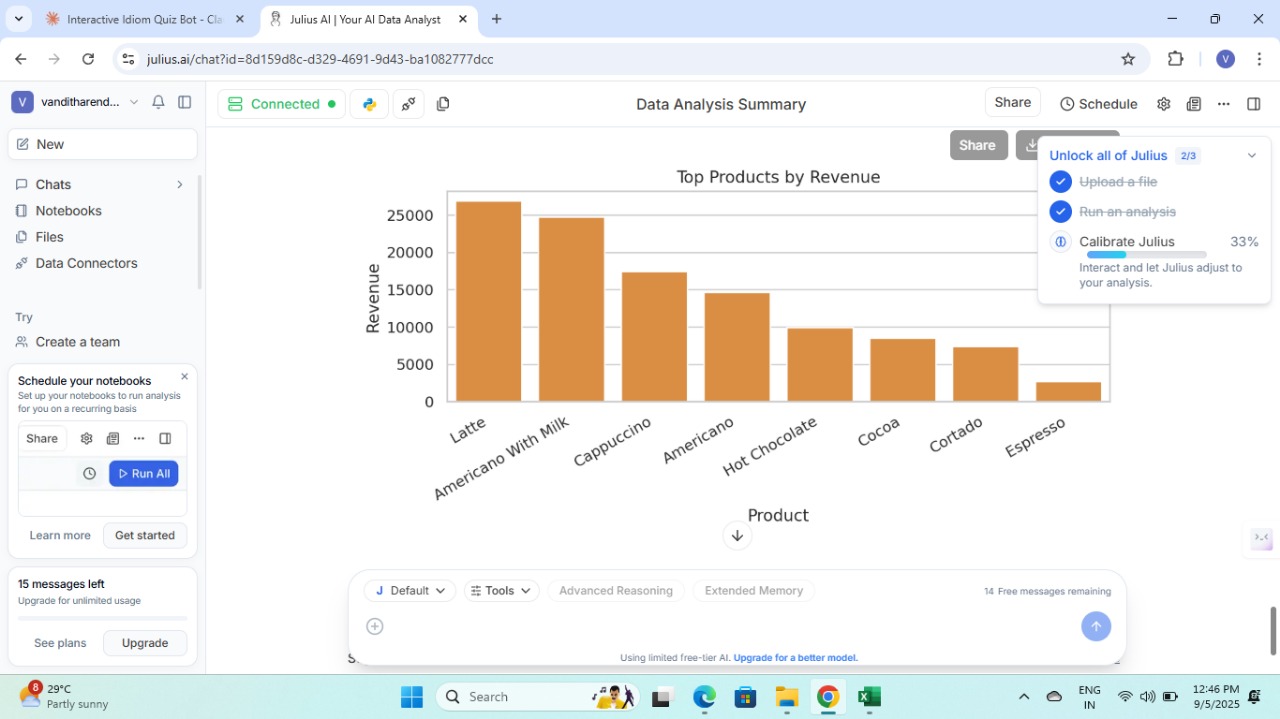 Interactive Idiom Quiz Bot - Cla
Julius AI | Your AI Data Analyst
julius.ai/chat?id=8d159d8c-d329-4691-9d43-ba1082777dcc
V
V
vanditharend...
Connected
Data Analysis Summary
Share
Schedule
New
Chats
Notebooks
Files
Data Connectors
Try
Create a team
Schedule your notebooks
Set up your notebooks to run analysis
for you on a recurring basis
Share
Run All
Learn more
Get started
15 messages left
Upgrade for unlimited usage
See plans
Upgrade
Share
Unlock all of Julius 2/3
Upload a file
Run an analysis
Calibrate Julius 33%
Interact and let Julius adjust to
your analysis.
Top Products by Revenue
Revenue
25000
20000
15000
10000
5000
0
Latte
Americano With Milk
Cappuccino
Americano
Hot Chocolate
Cocoa
Cortado
Espresso
Product
J Default
Tools
Advanced Reasoning
Extended Memory
14 Free messages remaining
Using limited free-tier AI. Upgrade for a better model.
8
29°C
Partly sunny
Search
ENG
IN
12:46 PM
9/5/2025